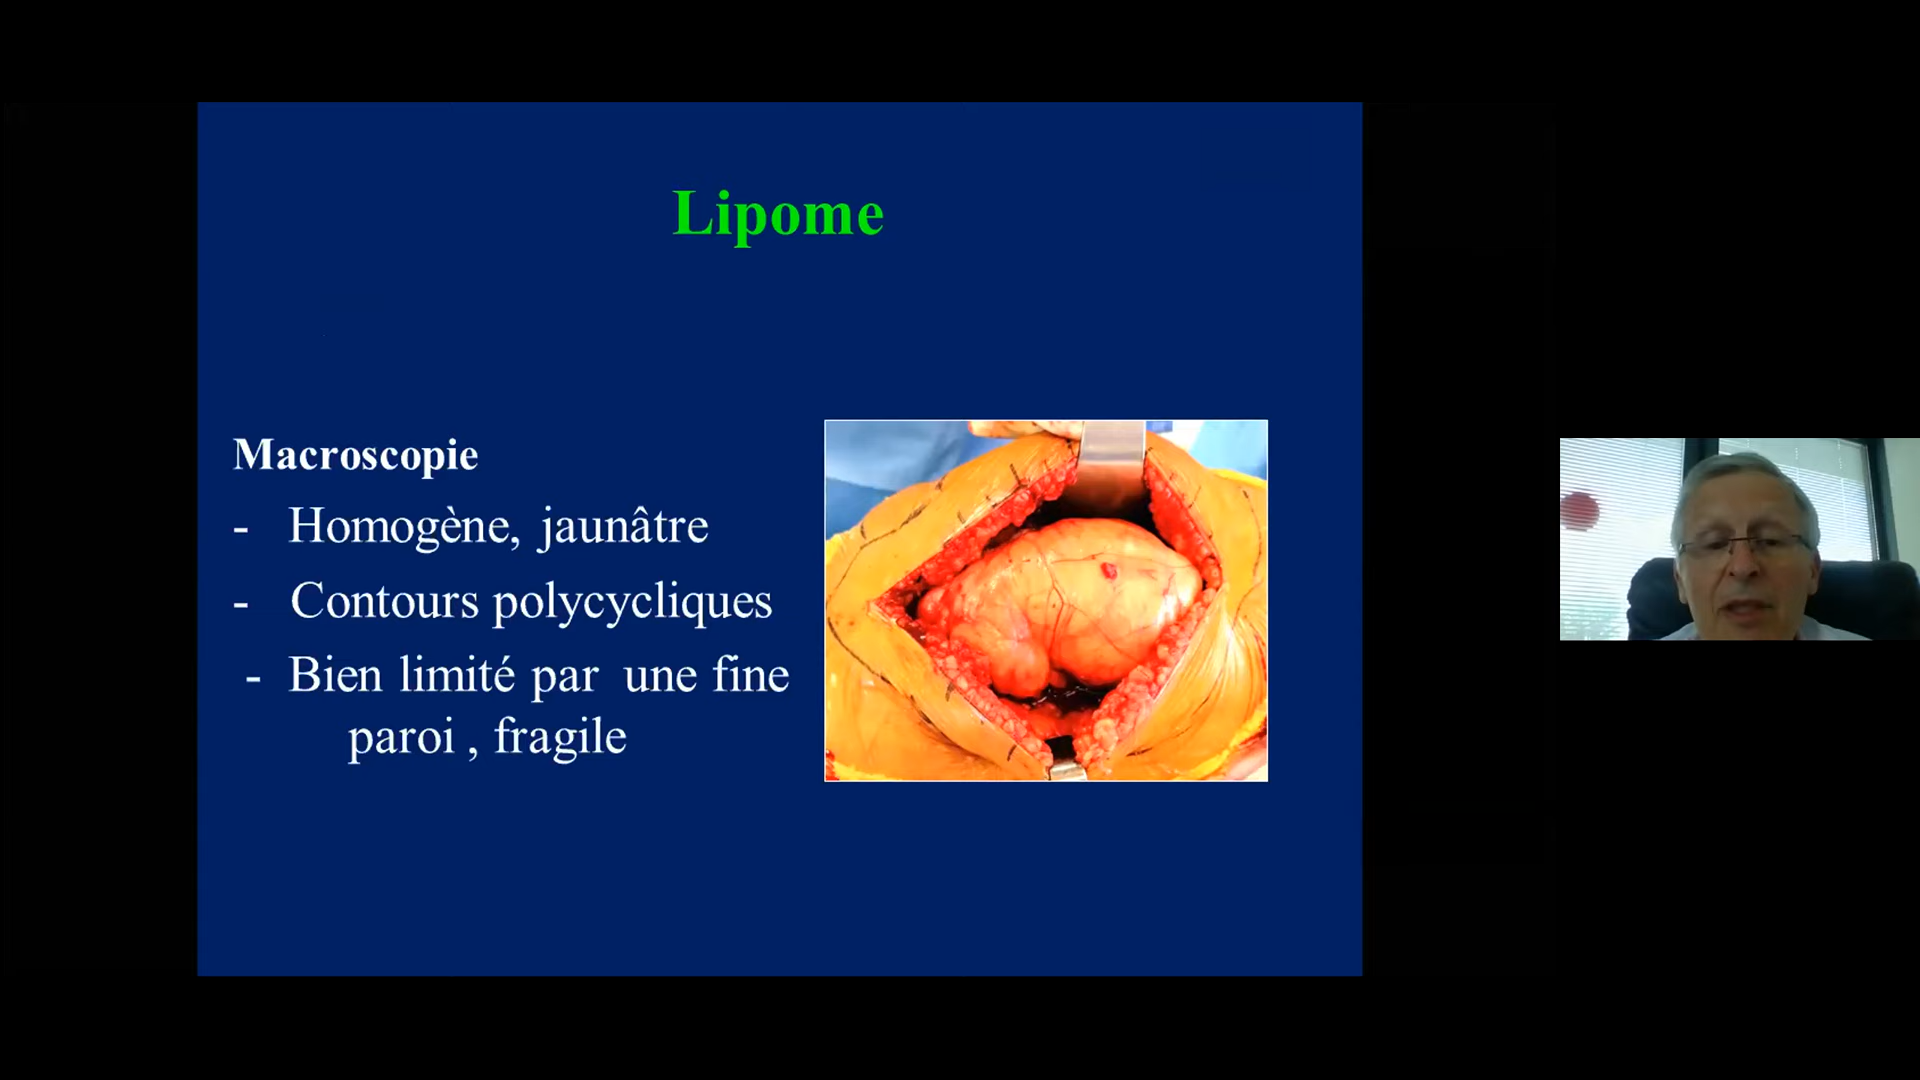 Lipome
Macroscopie
- Homogène, jaunâtre
- Contours polycycliques
- Bien limité par une fine
paroi , fragile